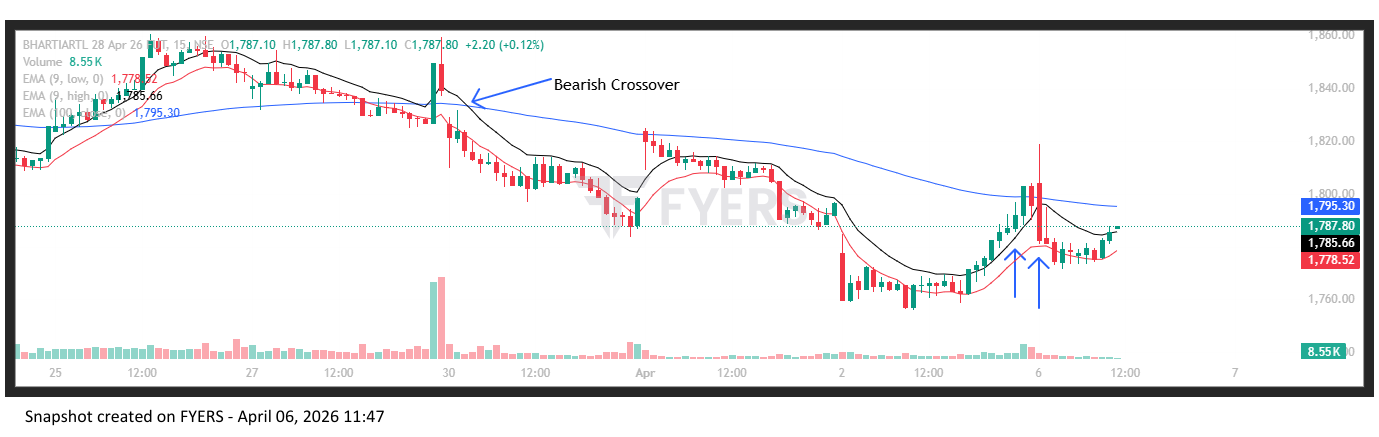 BHARTIARTL 28 Apr 26 FUT, 15, NSE O1,787.10 H1,787.80 L1,787.10 C1,787.80 +2.20 (+0.12%)
Volume 8.55K
EMA (9, low, 0) 1,778.52
EMA (9, high, 0) 1,785.66
EMA (100, close, 0) 1,795.30
Bearish Crossover
FYERS
1,860.00
1,840.00
1,820.00
1,800.00
1,795.30
1,787.80
1,785.66
1,778.52
1,760.00
8.55K
25 12:00 27 12:00 30 12:00 Apr 12:00 2 12:00 6 12:00 7
Snapshot created on FYERS - April 06, 2026 11:47